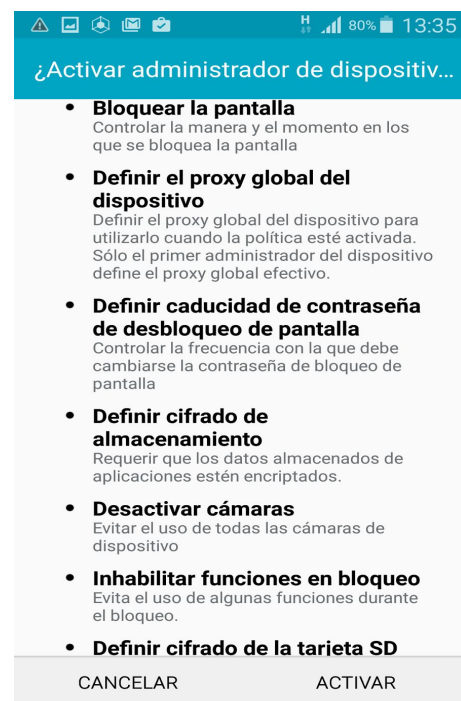 H 80% 13:35
¿Activar administrador de dispositiv...
• Bloquear la pantalla
Controlar la manera y el momento en los
que se bloquea la pantalla
• Definir el proxy global del
dispositivo
Definir el proxy global del dispositivo para
utilizarlo cuando la política esté activada.
Sólo el primer administrador del dispositivo
define el proxy global efectivo.
• Definir caducidad de contraseña
de desbloqueo de pantalla
Controlar la frecuencia con la que debe
cambiarse la contraseña de bloqueo de
pantalla
• Definir cifrado de
almacenamiento
Requerir que los datos almacenados de
aplicaciones estén encriptados.
• Desactivar cámaras
Evitar el uso de todas las cámaras de
dispositivo
• Inhabilitar funciones en bloqueo
Evita el uso de algunas funciones durante
el bloqueo.
• Definir cifrado de la tarjeta SD
CANCELAR ACTIVAR